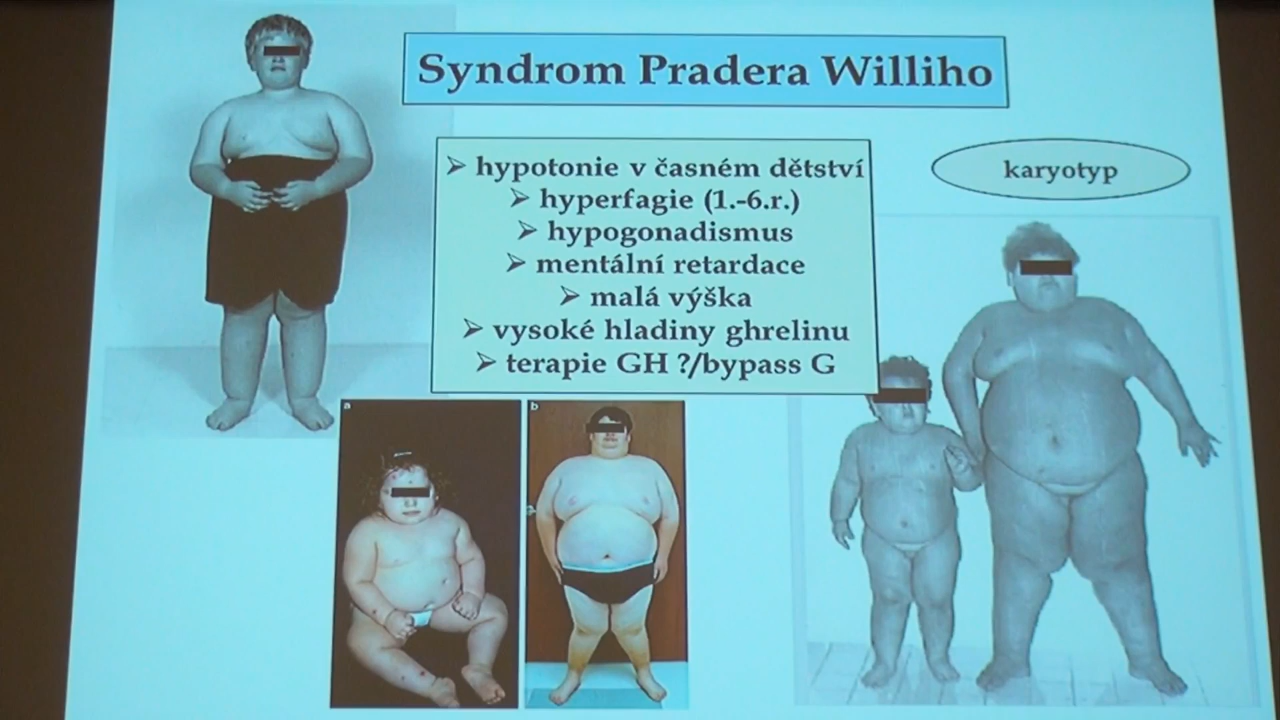 Syndrom Pradera Williho
➢ hypotonie v časném dětství
➢ hyperfagie (1.-6.r.)
➢ hypogonadismus
➢ mentální retardace
➢ malá výška
➢ vysoké hladiny ghrelinu
➢ terapie GH ?/bypass G
karyotyp
a
b